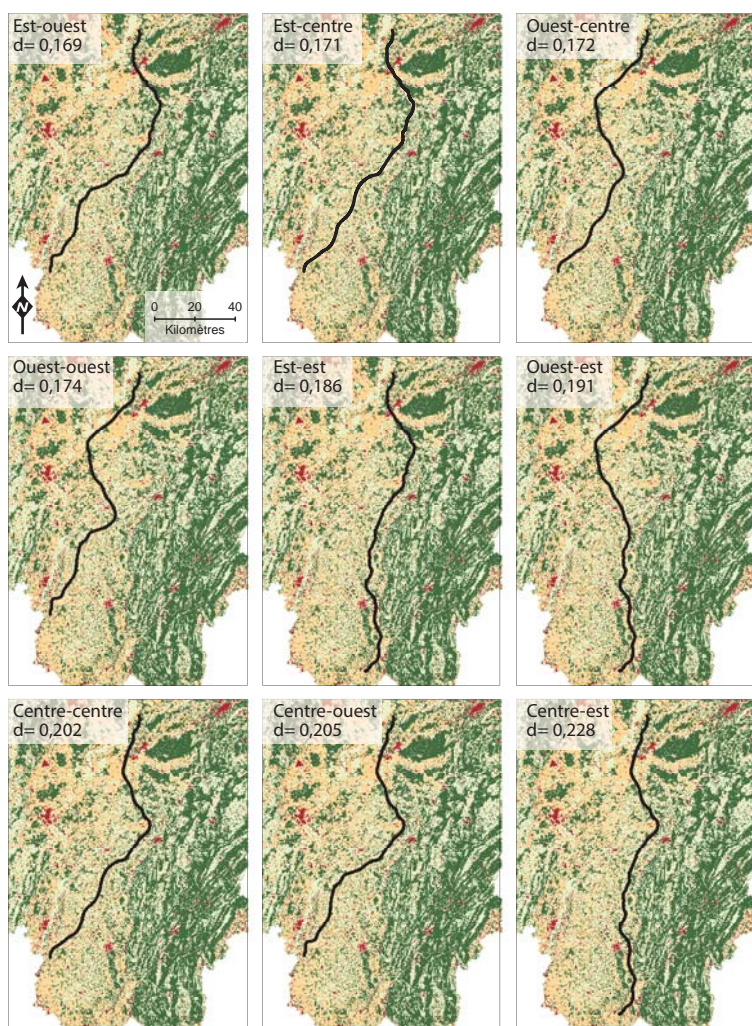 Est-ouest
d= 0,169
Est-centre
d= 0,171
Ouest-centre
d= 0,172
N
0 20 40
Kilomètres
Ouest-ouest
d= 0,174
Est-est
d= 0,186
Ouest-est
d= 0,191
Centre-centre
d= 0,202
Centre-ouest
d= 0,205
Centre-est
d= 0,228